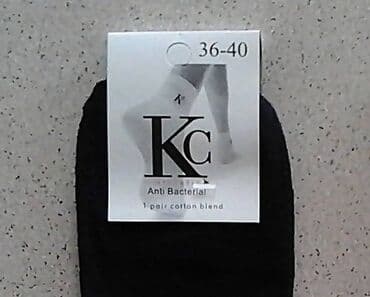 36-40
KC
Anti Bacterial
1 pair cotton blend